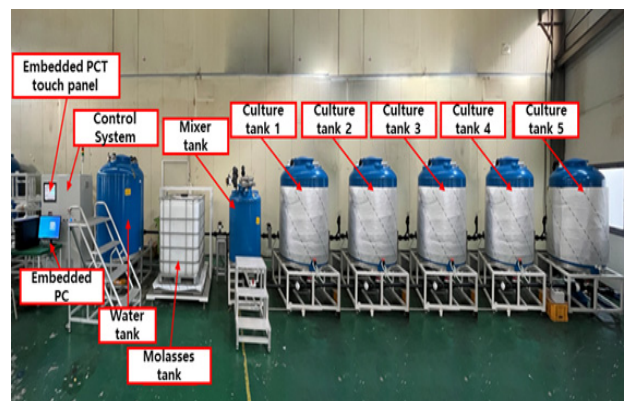 Embedded PCT
touch panel
Control
System
Mixer
tank
Culture
tank 1
Culture
tank 2
Culture
tank 3
Culture
tank 4
Culture
tank 5
Embedded
PC
Water
tank
Molasses
tank